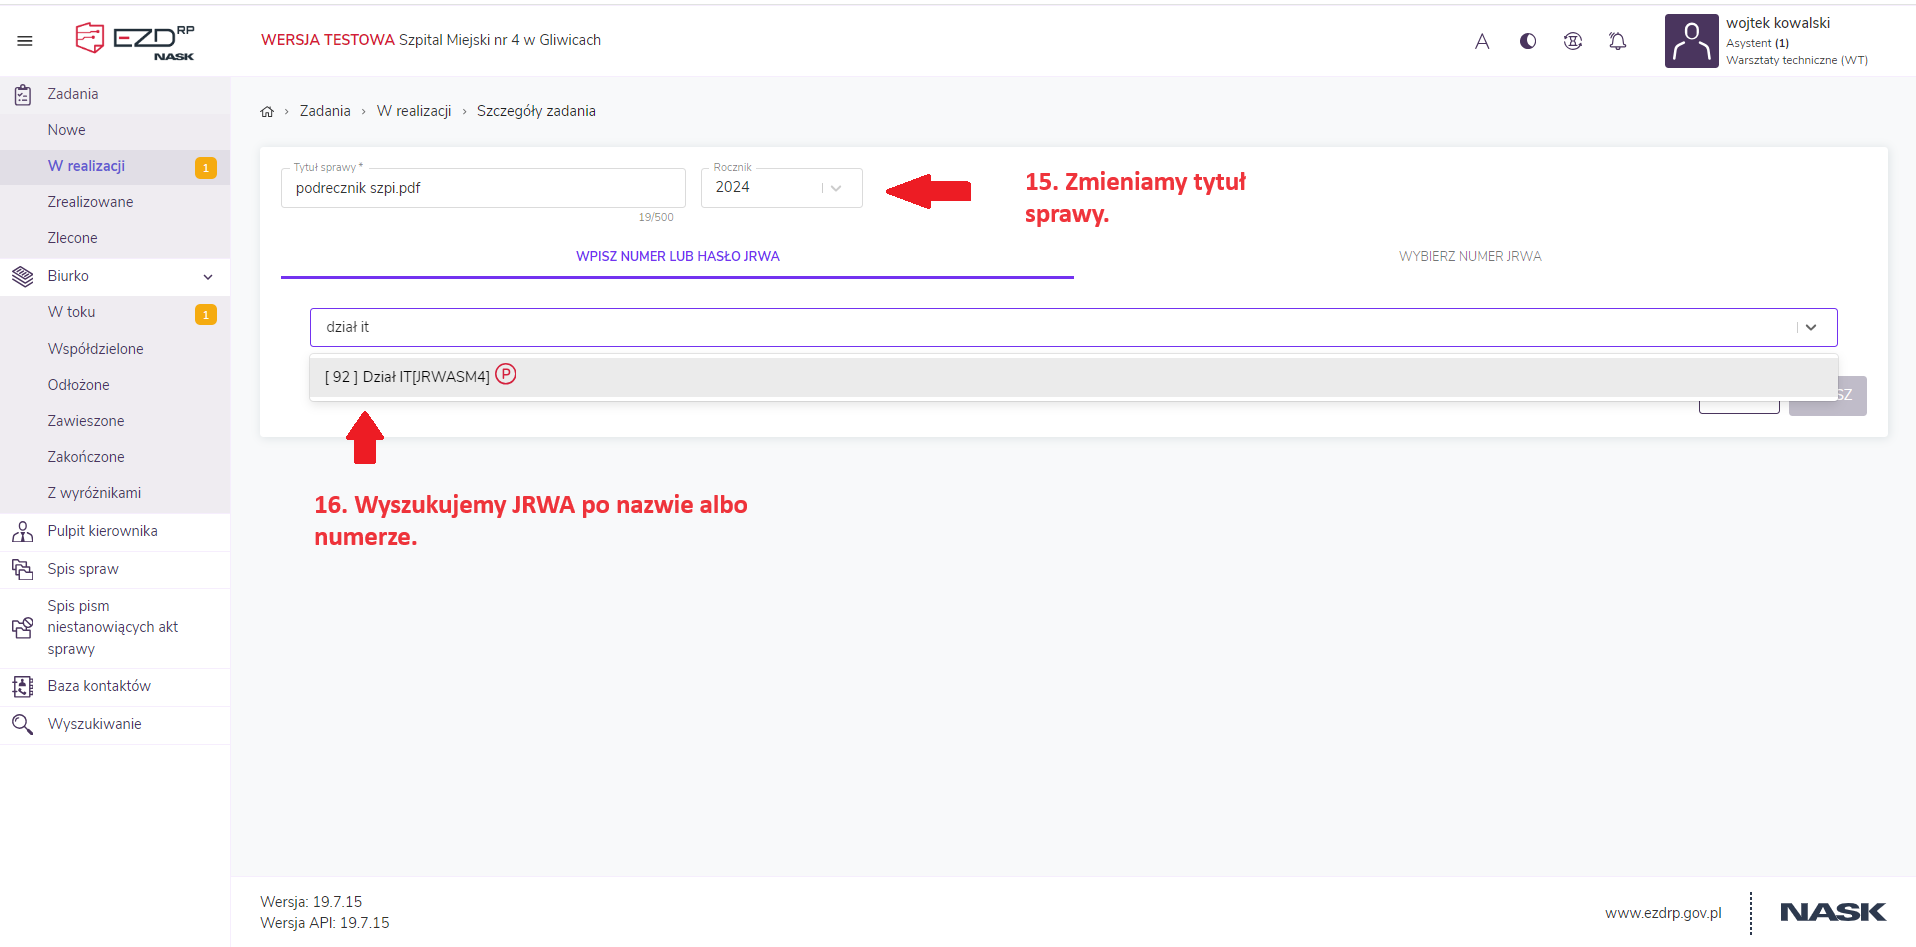 EZD RP
NASK
WERSJA TESTOWA Szpital Miejski nr 4 w Gliwicach
A
wojtek kowalski
Asystent (1)
Warsztaty techniczne (WT)
Zadania
Nowe
W realizacji 1
Zrealizowane
Zlecone
Biurko
W toku 1
Współdzielone
Odłożone
Zawieszone
Zakończone
Z wyróżnikami
Pulpit kierownika
Spis spraw
Spis pism
niestanowiących akt
sprawy
Baza kontaktów
Wyszukiwanie
Zadania › W realizacji › Szczegóły zadania
Tytuł sprawy *
podrecznik szpi.pdf
19/500
Rocznik
2024
15. Zmieniamy tytuł
sprawy.
WPISZ NUMER LUB HASŁO JRWA
WYBIERZ NUMER JRWA
dział it
[ 92 ] Dział IT[JRWASM4] P
SZ
16. Wyszukujemy JRWA po nazwie albo
numerze.
Wersja: 19.7.15
Wersja API: 19.7.15
www.ezdrp.gov.pl
NASK